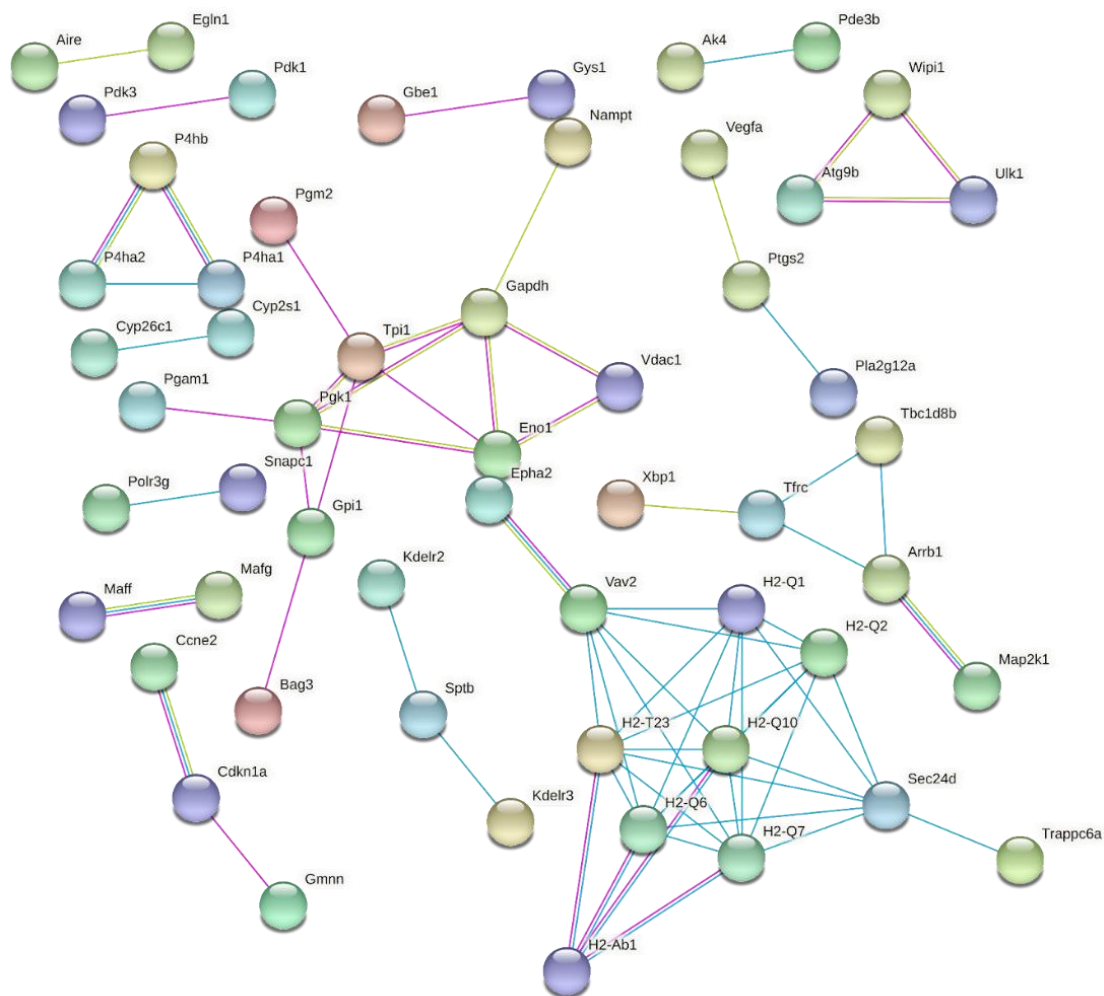 Egln1
Aire
Pde3b
Ak4
Pdk1
Pdk3
Gys1
Gbe1
Wipi1
Nampt
Vegfa
P4hb
Atg9b
Ulk1
Pgm2
P4ha2
P4ha1
Ptgs2
Gapdh
Cyp2s1
Cyp26c1
Tpi1
Vdac1
Pla2g12a
Pgam1
Pgk1
Tbc1d8b
Eno1
Snapc1
Epha2
Polr3g
Xbp1
Tfrc
Gpi1
Arrb1
Kdelr2
Mafg
Maff
Vav2
H2-Q1
H2-Q2
Ccne2
Map2k1
Bag3
Sptb
H2-T23
H2-Q10
Cdkn1a
Sec24d
Kdelr3
H2-Q6
H2-Q7
Trappc6a
Gmnn
H2-Ab1